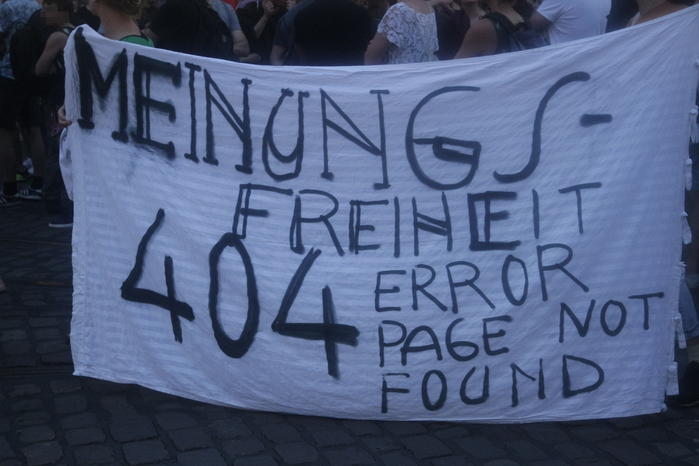 MEINUNGS-
FREIHEIT
404 ERROR
PAGE NOT
FOUND